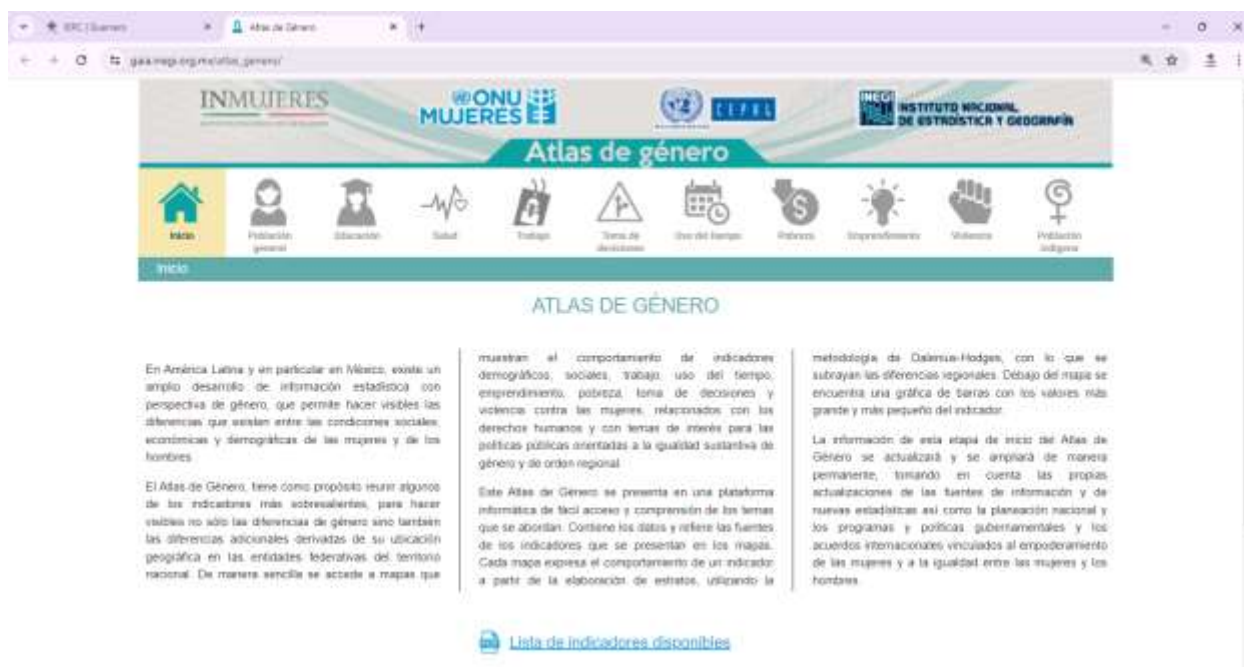 Atlas de Género
gaia.inegi.org.mx/atlas_genero/
INMUJERES
ONU
MUJERES
CEPAL
INEGI
INSTITUTO NACIONAL
DE ESTADÍSTICA Y GEOGRAFÍA
Atlas de género
Inicio
Población
general
Educación
Salud
Trabajo
Toma de
decisiones
Uso del tiempo
Pobreza
Emprendimiento
Violencia
Población
indígena
Inicio
ATLAS DE GÉNERO
En América Latina y en particular en México, existe un
amplio desarrollo de información estadística con
perspectiva de género, que permite hacer visibles las
diferencias que existen entre las condiciones sociales,
económicas y demográficas de las mujeres y de los
hombres.
El Atlas de Género, tiene como propósito reunir algunos
de los indicadores más sobresalientes, para hacer
visibles no sólo las diferencias de género sino también
las diferencias adicionales derivadas de su ubicación
geográfica en las entidades federativas del territorio
nacional. De manera sencilla se accede a mapas que
muestran el comportamiento de indicadores
demográficos, sociales, trabajo, uso del tiempo,
emprendimiento, pobreza, toma de decisiones y
violencia contra las mujeres, relacionados con los
derechos humanos y con temas de interés para las
políticas públicas orientadas a la igualdad sustantiva de
género y de orden regional.
Este Atlas de Género se presenta en una plataforma
informática de fácil acceso y comprensión de los temas
que se abordan. Contiene los datos y refiere las fuentes
de los indicadores que se presentan en los mapas.
Cada mapa expresa el comportamiento de un indicador
a partir de la elaboración de estratos, utilizando la
metodología de Dalenius-Hodges, con lo que se
subrayan las diferencias regionales. Debajo del mapa se
encuentra una gráfica de barras con los valores más
grande y más pequeño del indicador.
La información de esta etapa de inicio del Atlas de
Género se actualizará y se ampliará de manera
permanente, tomando en cuenta las propias
actualizaciones de las fuentes de información y de
nuevas estadísticas así como la planeación nacional y
los programas y políticas gubernamentales y los
acuerdos internacionales vinculados al empoderamiento
de las mujeres y a la igualdad entre las mujeres y los
hombres.
Lista de indicadores disponibles